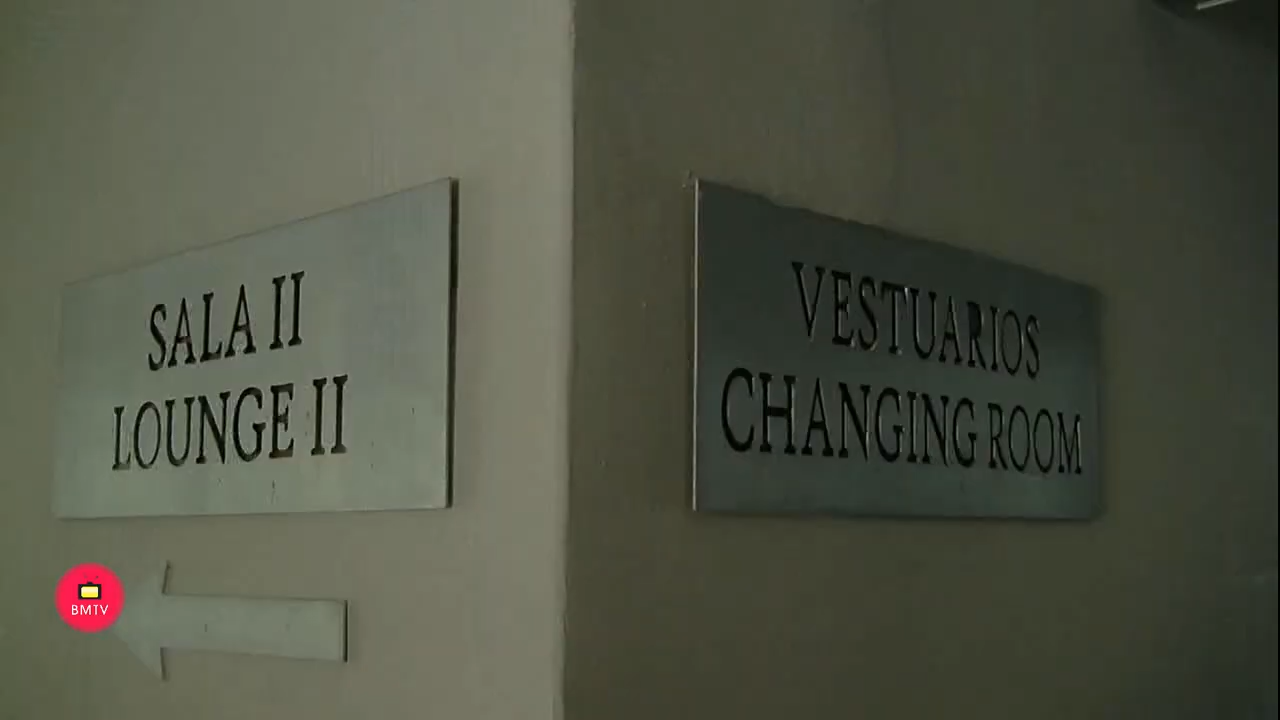 SALA II
LOUNGE II
VESTUARIOS
CHANGING ROOM
BMTV